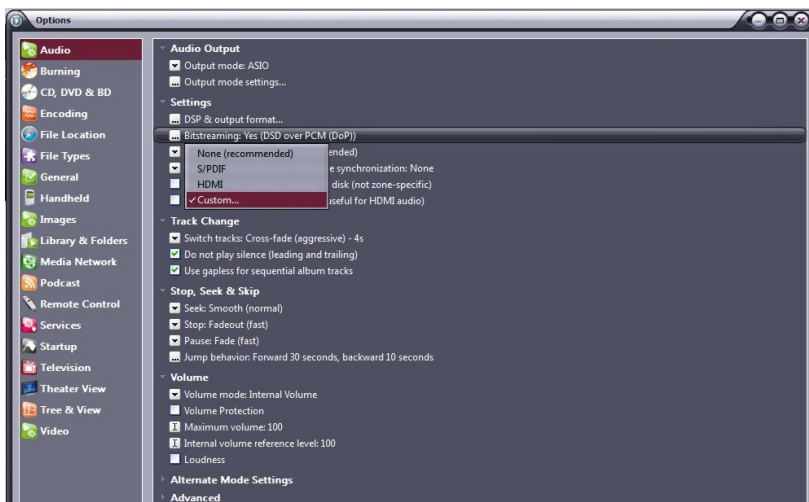 Options
Audio
Burning
CD, DVD & BD
Encoding
File Location
File Types
General
Handheld
Images
Library & Folders
Media Network
Podcast
Remote Control
Services
Startup
Television
Theater View
Tree & View
Video
Audio Output
Output mode: ASIO
Output mode settings...
Settings
DSP & output format...
Bitstreaming: Yes (DSD over PCM (DoP))
None (recommended)
ended)
S/PDIF
e synchronization: None
HDMI
disk (not zone-specific)
Custom...
useful for HDMI audio)
Track Change
Switch tracks: Cross-fade (aggressive) - 4s
Do not play silence (leading and trailing)
Use gapless for sequential album tracks
Stop, Seek & Skip
Seek: Smooth (normal)
Stop: Fadeout (fast)
Pause: Fade (fast)
Jump behavior: Forward 30 seconds, backward 10 seconds
Volume
Volume mode: Internal Volume
Volume Protection
Maximum volume: 100
Internal volume reference level: 100
Loudness
Alternate Mode Settings
Advanced